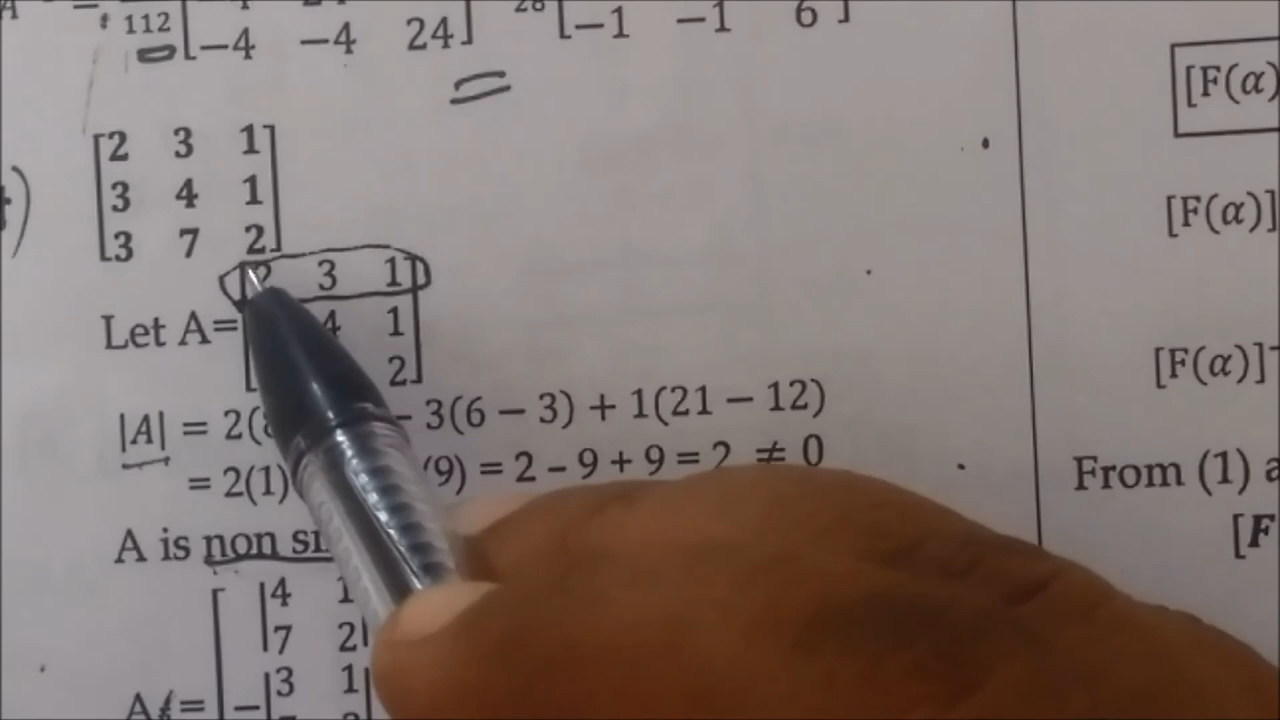 112 [−4 −4 24] 28 [−1 −1 6]
[2 3 1
3 4 1
3 7 2]
3 1
Let A= 4 1
2]
|A| = 2( − 3(6 − 3) + 1(21 − 12)
= 2(1) (9) = 2 − 9 + 9 = 2 ≠ 0
A is non
|4 1
|7 2|
A = −|3 1|
[F(α)
[F(α)]
[F(α)]
From (1)
[F